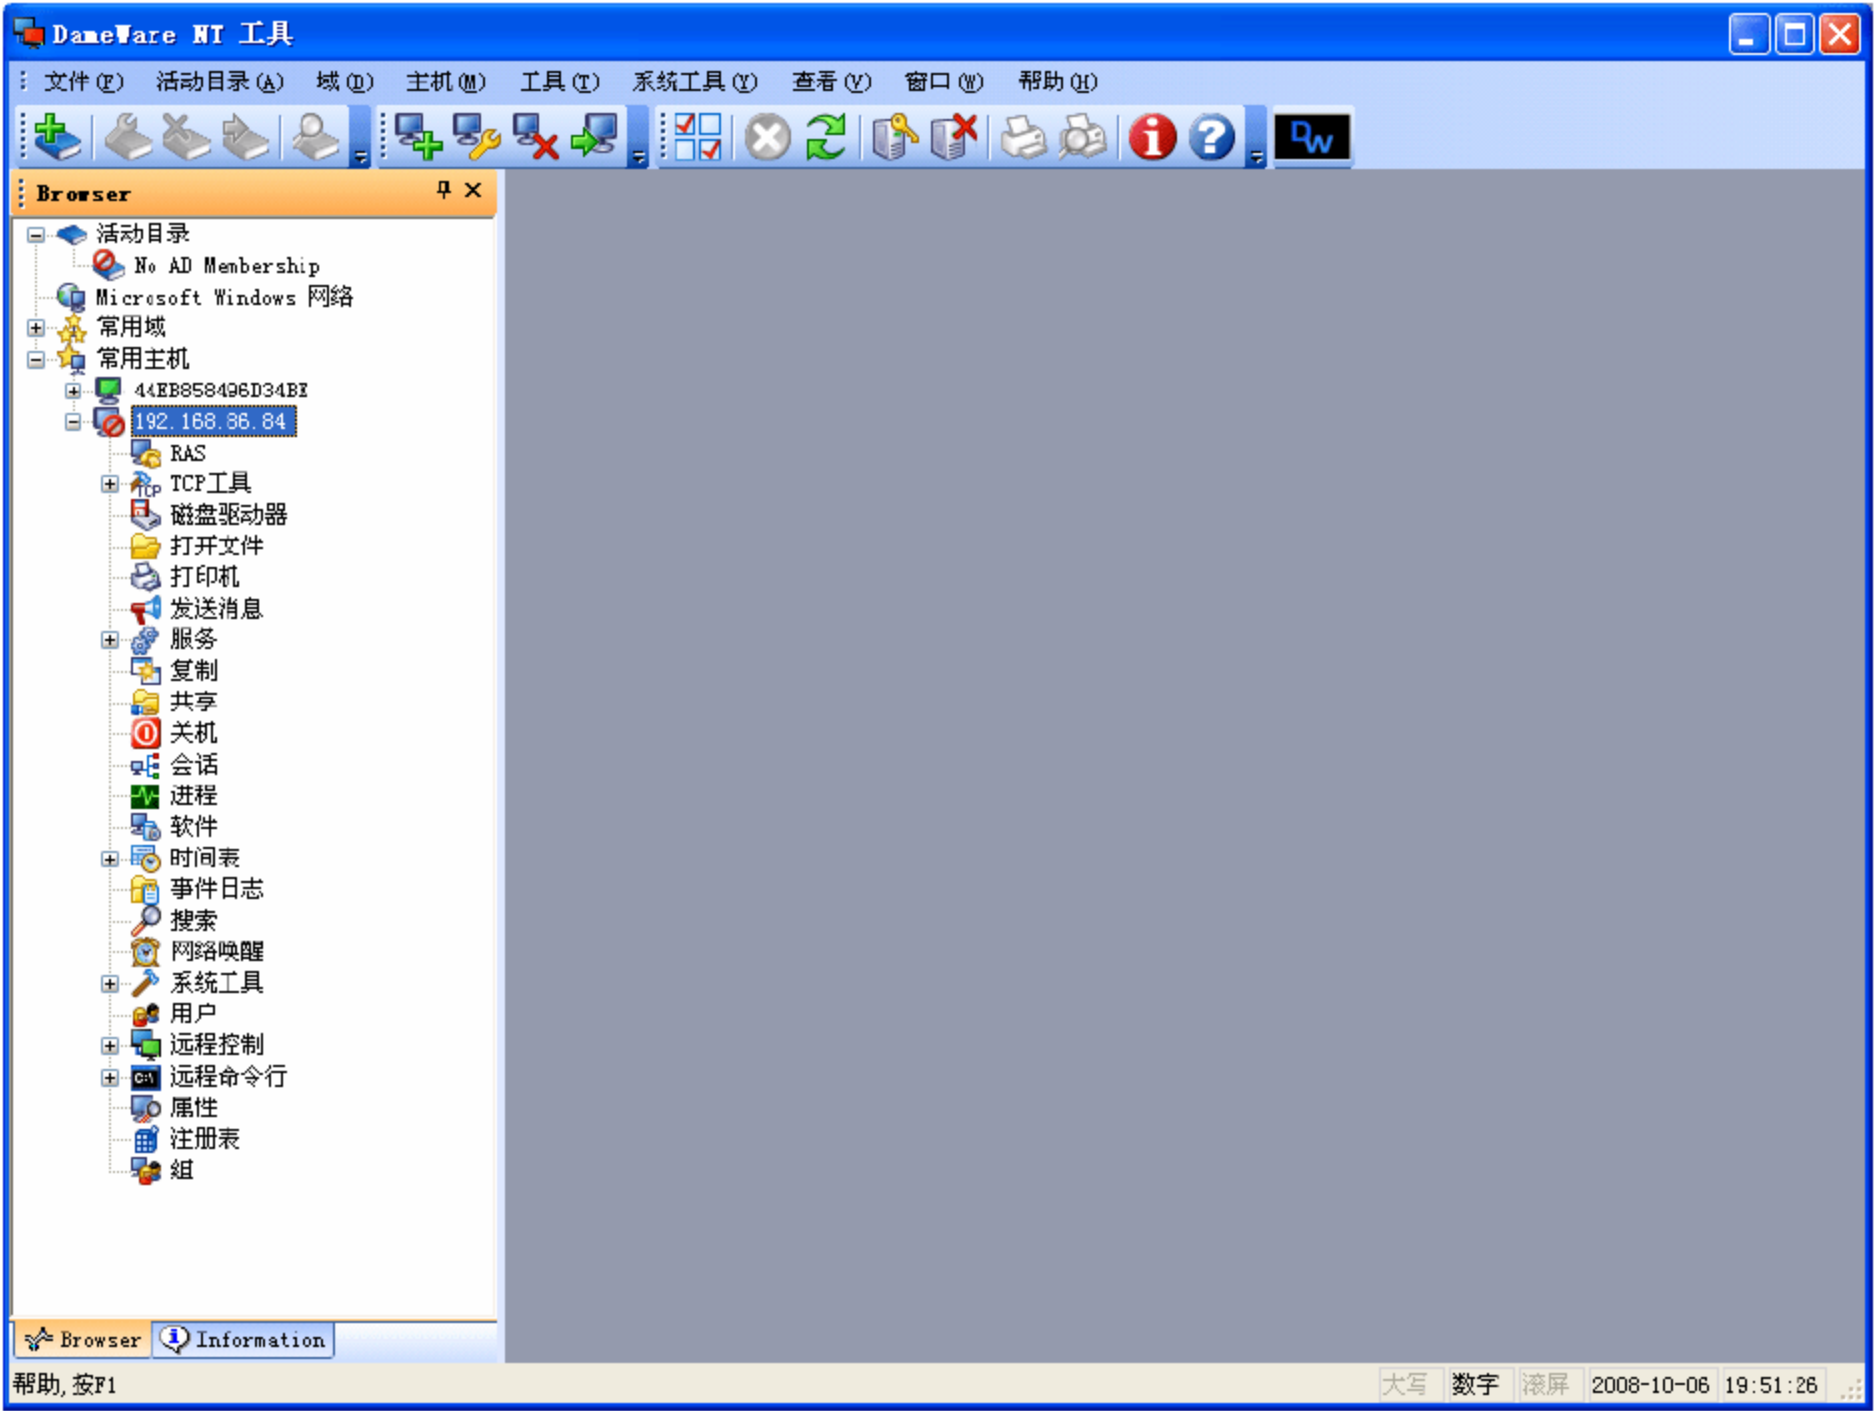 DameWare NT 工具
文件(F) 活动目录(A) 域(D) 主机(M) 工具(T) 系统工具(Y) 查看(V) 窗口(W) 帮助(H)
DW
Browser
活动目录
No AD Membership
Microsoft Windows 网络
常用域
常用主机
44EB858496D34BE
192.168.86.84
RAS
TCP工具
磁盘驱动器
打开文件
打印机
发送消息
服务
复制
共享
关机
会话
进程
软件
时间表
事件日志
搜索
网络唤醒
系统工具
用户
远程控制
远程命令行
属性
注册表
组
Browser Information
帮助,按F1 大写 数字 滚屏 2008-10-06 19:51:26